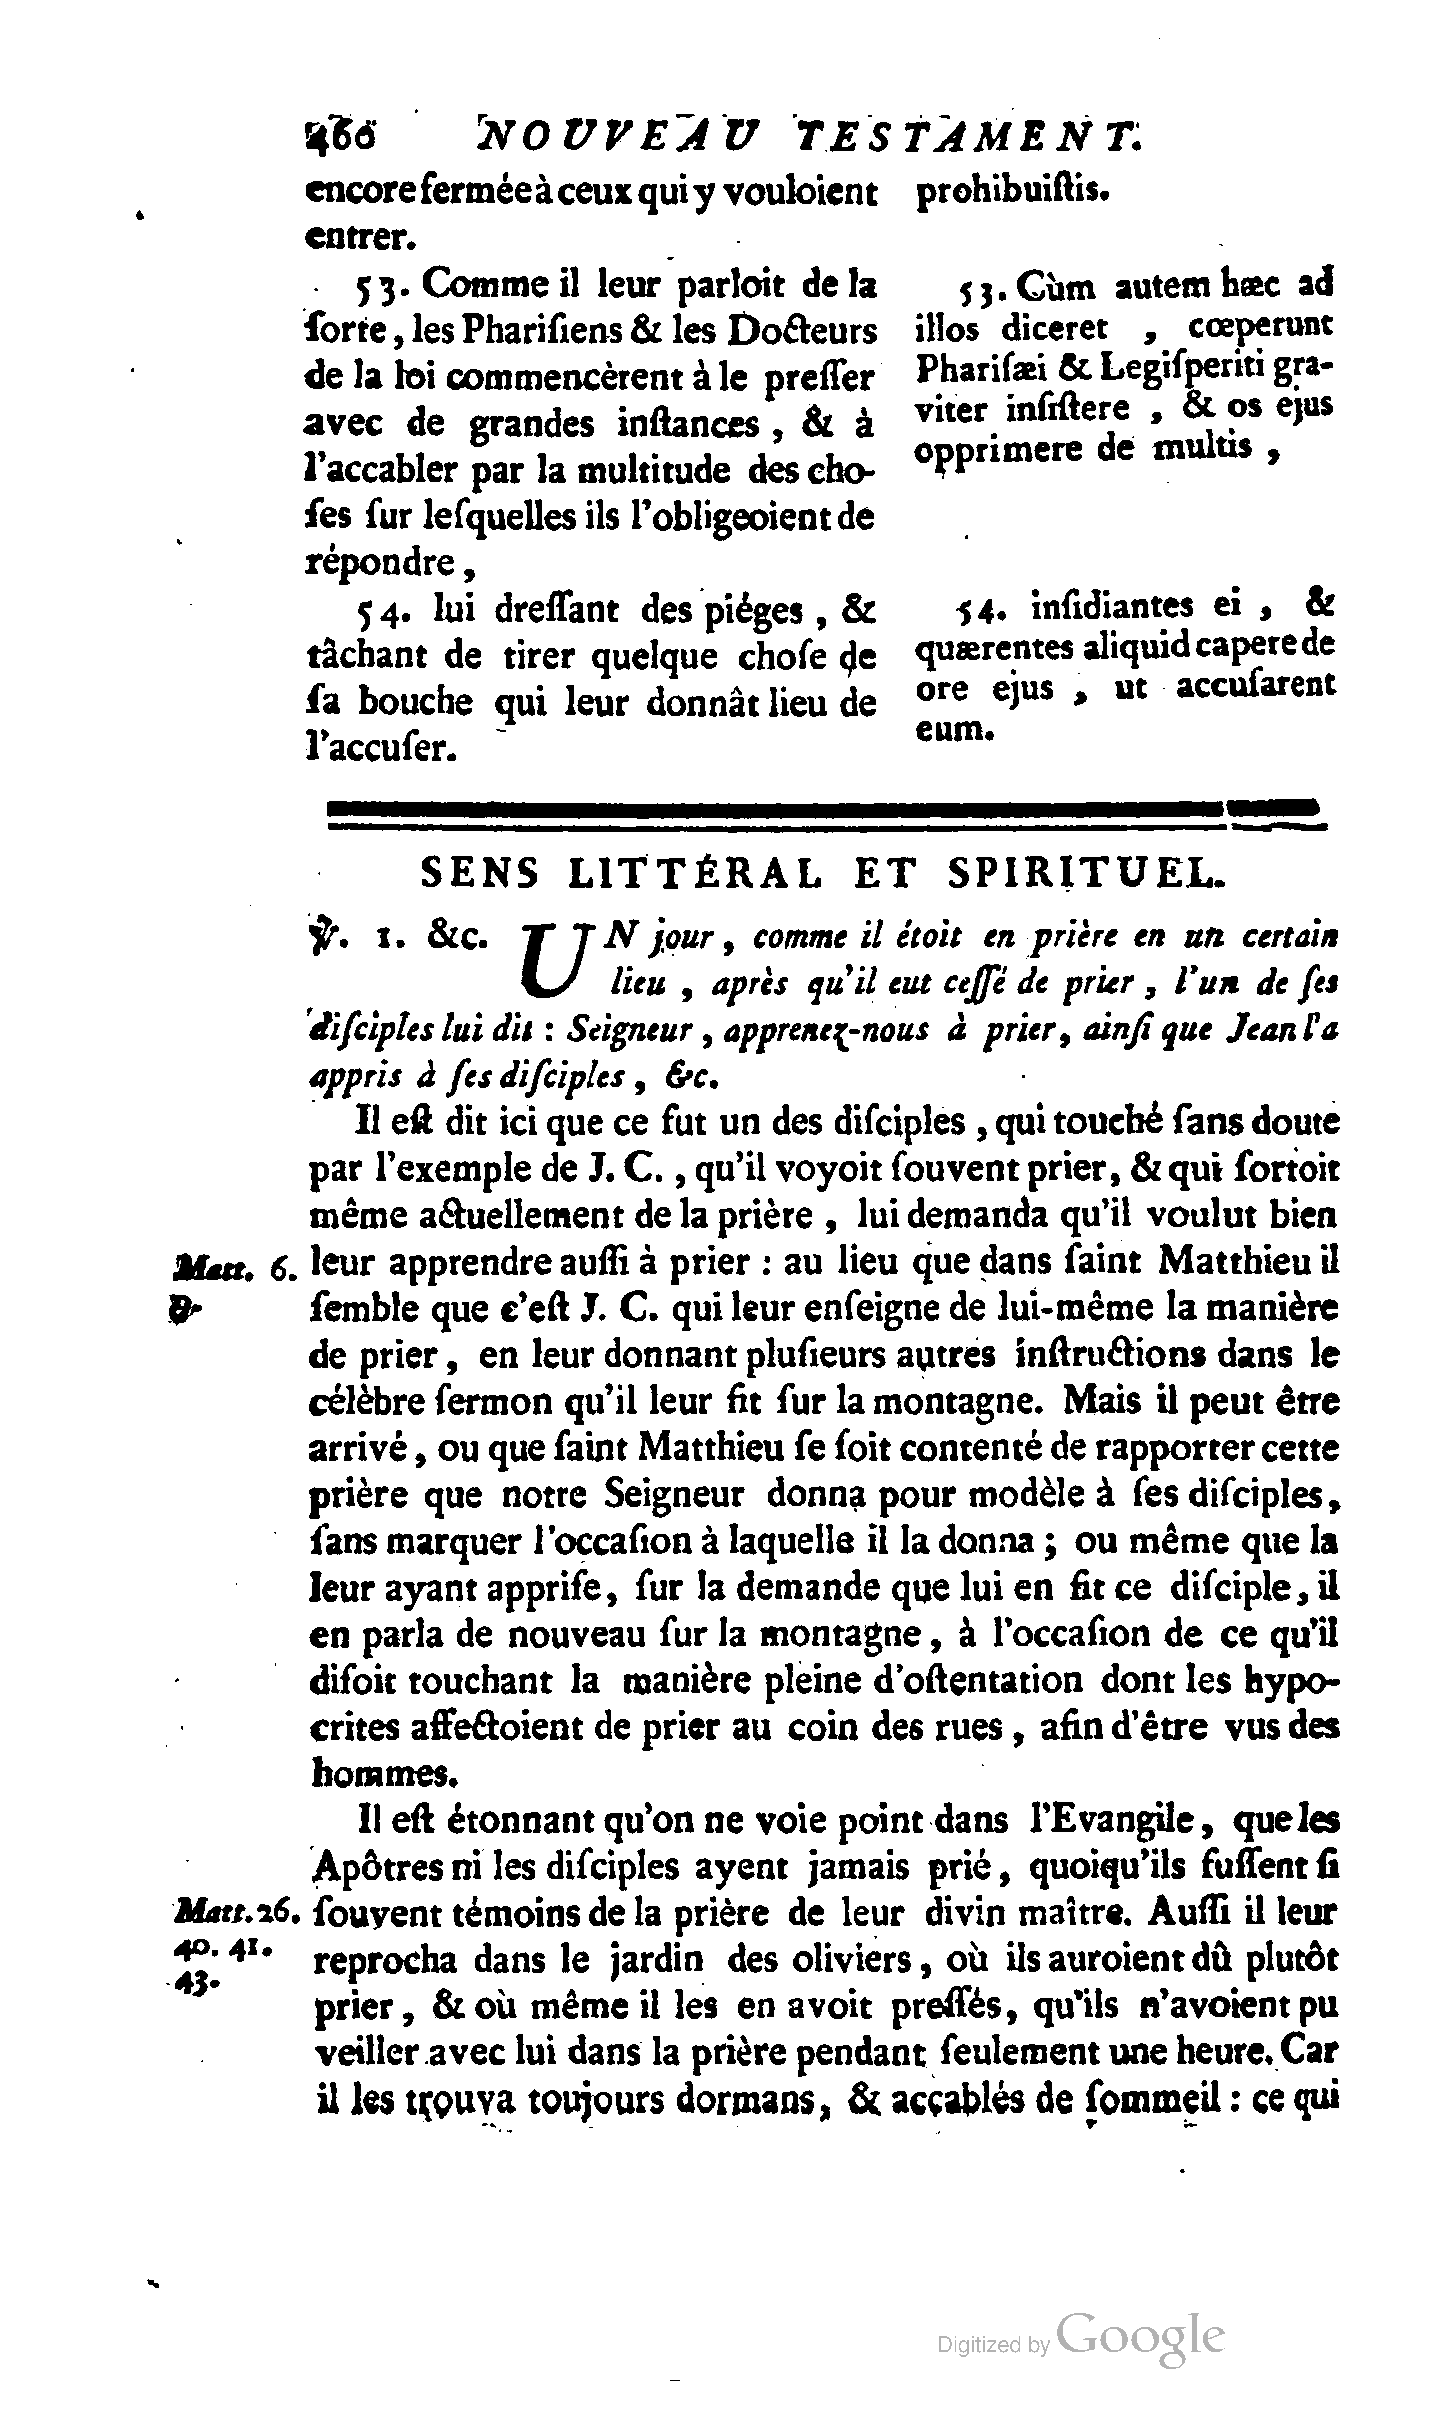 466 NOUVEAU TESTAMENT.
encore fermée à ceux qui y vouloient
entrer.
53. Comme il leur parloit de la
ſorte, les Phariſiens & les Docteurs
de la loi commencèrent à le preſſer
avec de grandes inſtances, & à
l'accabler par la multitude des cho-
ſes ſur leſquelles ils l'obligeoient de
répondre,
54. lui dreſſant des piéges, &
tâchant de tirer quelque choſe de
ſa bouche qui leur donnât lieu de
l'accuſer.
prohibuiſtis.
53. Cùm autem hæc ad
illos diceret, cœperunt
Phariſæi & Legiſperiti gra-
viter inſiſtere, & os ejus
opprimere de multis,
54. inſidiantes ei, &
quærentes aliquid capere de
ore ejus, ut accuſarent
eum.
SENS LITTÉRAL ET SPIRITUEL.
℣. 1. &c. UN jour, comme il étoit en prière en un certain
lieu, après qu'il eut ceſſé de prier, l'un de ſes
diſciples lui dit : Seigneur, apprenez-nous à prier, ainſi que Jean l'a
appris à ſes diſciples, &c.
Il eſt dit ici que ce fut un des diſciples, qui touché ſans doute
par l'exemple de J. C., qu'il voyoit ſouvent prier, & qui ſortoit
même actuellement de la prière, lui demanda qu'il voulut bien
Matt. 6. leur apprendre auſſi à prier : au lieu que dans ſaint Matthieu il
ſemble que c'eſt J. C. qui leur enſeigne de lui-même la manière
de prier, en leur donnant pluſieurs autres inſtructions dans le
célèbre ſermon qu'il leur fit ſur la montagne. Mais il peut être
arrivé, ou que ſaint Matthieu ſe ſoit contenté de rapporter cette
prière que notre Seigneur donna pour modèle à ſes diſciples,
ſans marquer l'occaſion à laquelle il la donna ; ou même que la
leur ayant appriſe, ſur la demande que lui en fit ce diſciple, il
en parla de nouveau ſur la montagne, à l'occaſion de ce qu'il
diſoit touchant la manière pleine d'oſtentation dont les hypo-
crites affectoient de prier au coin des rues, afin d'être vus des
hommes.
Il eſt étonnant qu'on ne voie point dans l'Evangile, que les
Apôtres ni les diſciples ayent jamais prié, quoiqu'ils fuſſent ſi
Matt. 26. ſouvent témoins de la prière de leur divin maître. Auſſi il leur
40. 41. reprocha dans le jardin des oliviers, où ils auroient dû plutôt
43.
prier, & où même il les en avoit preſſés, qu'ils n'avoient pu
veiller avec lui dans la prière pendant ſeulement une heure. Car
il les trouva toujours dormans, & accablés de ſommeil : ce qui
Digitized by Google